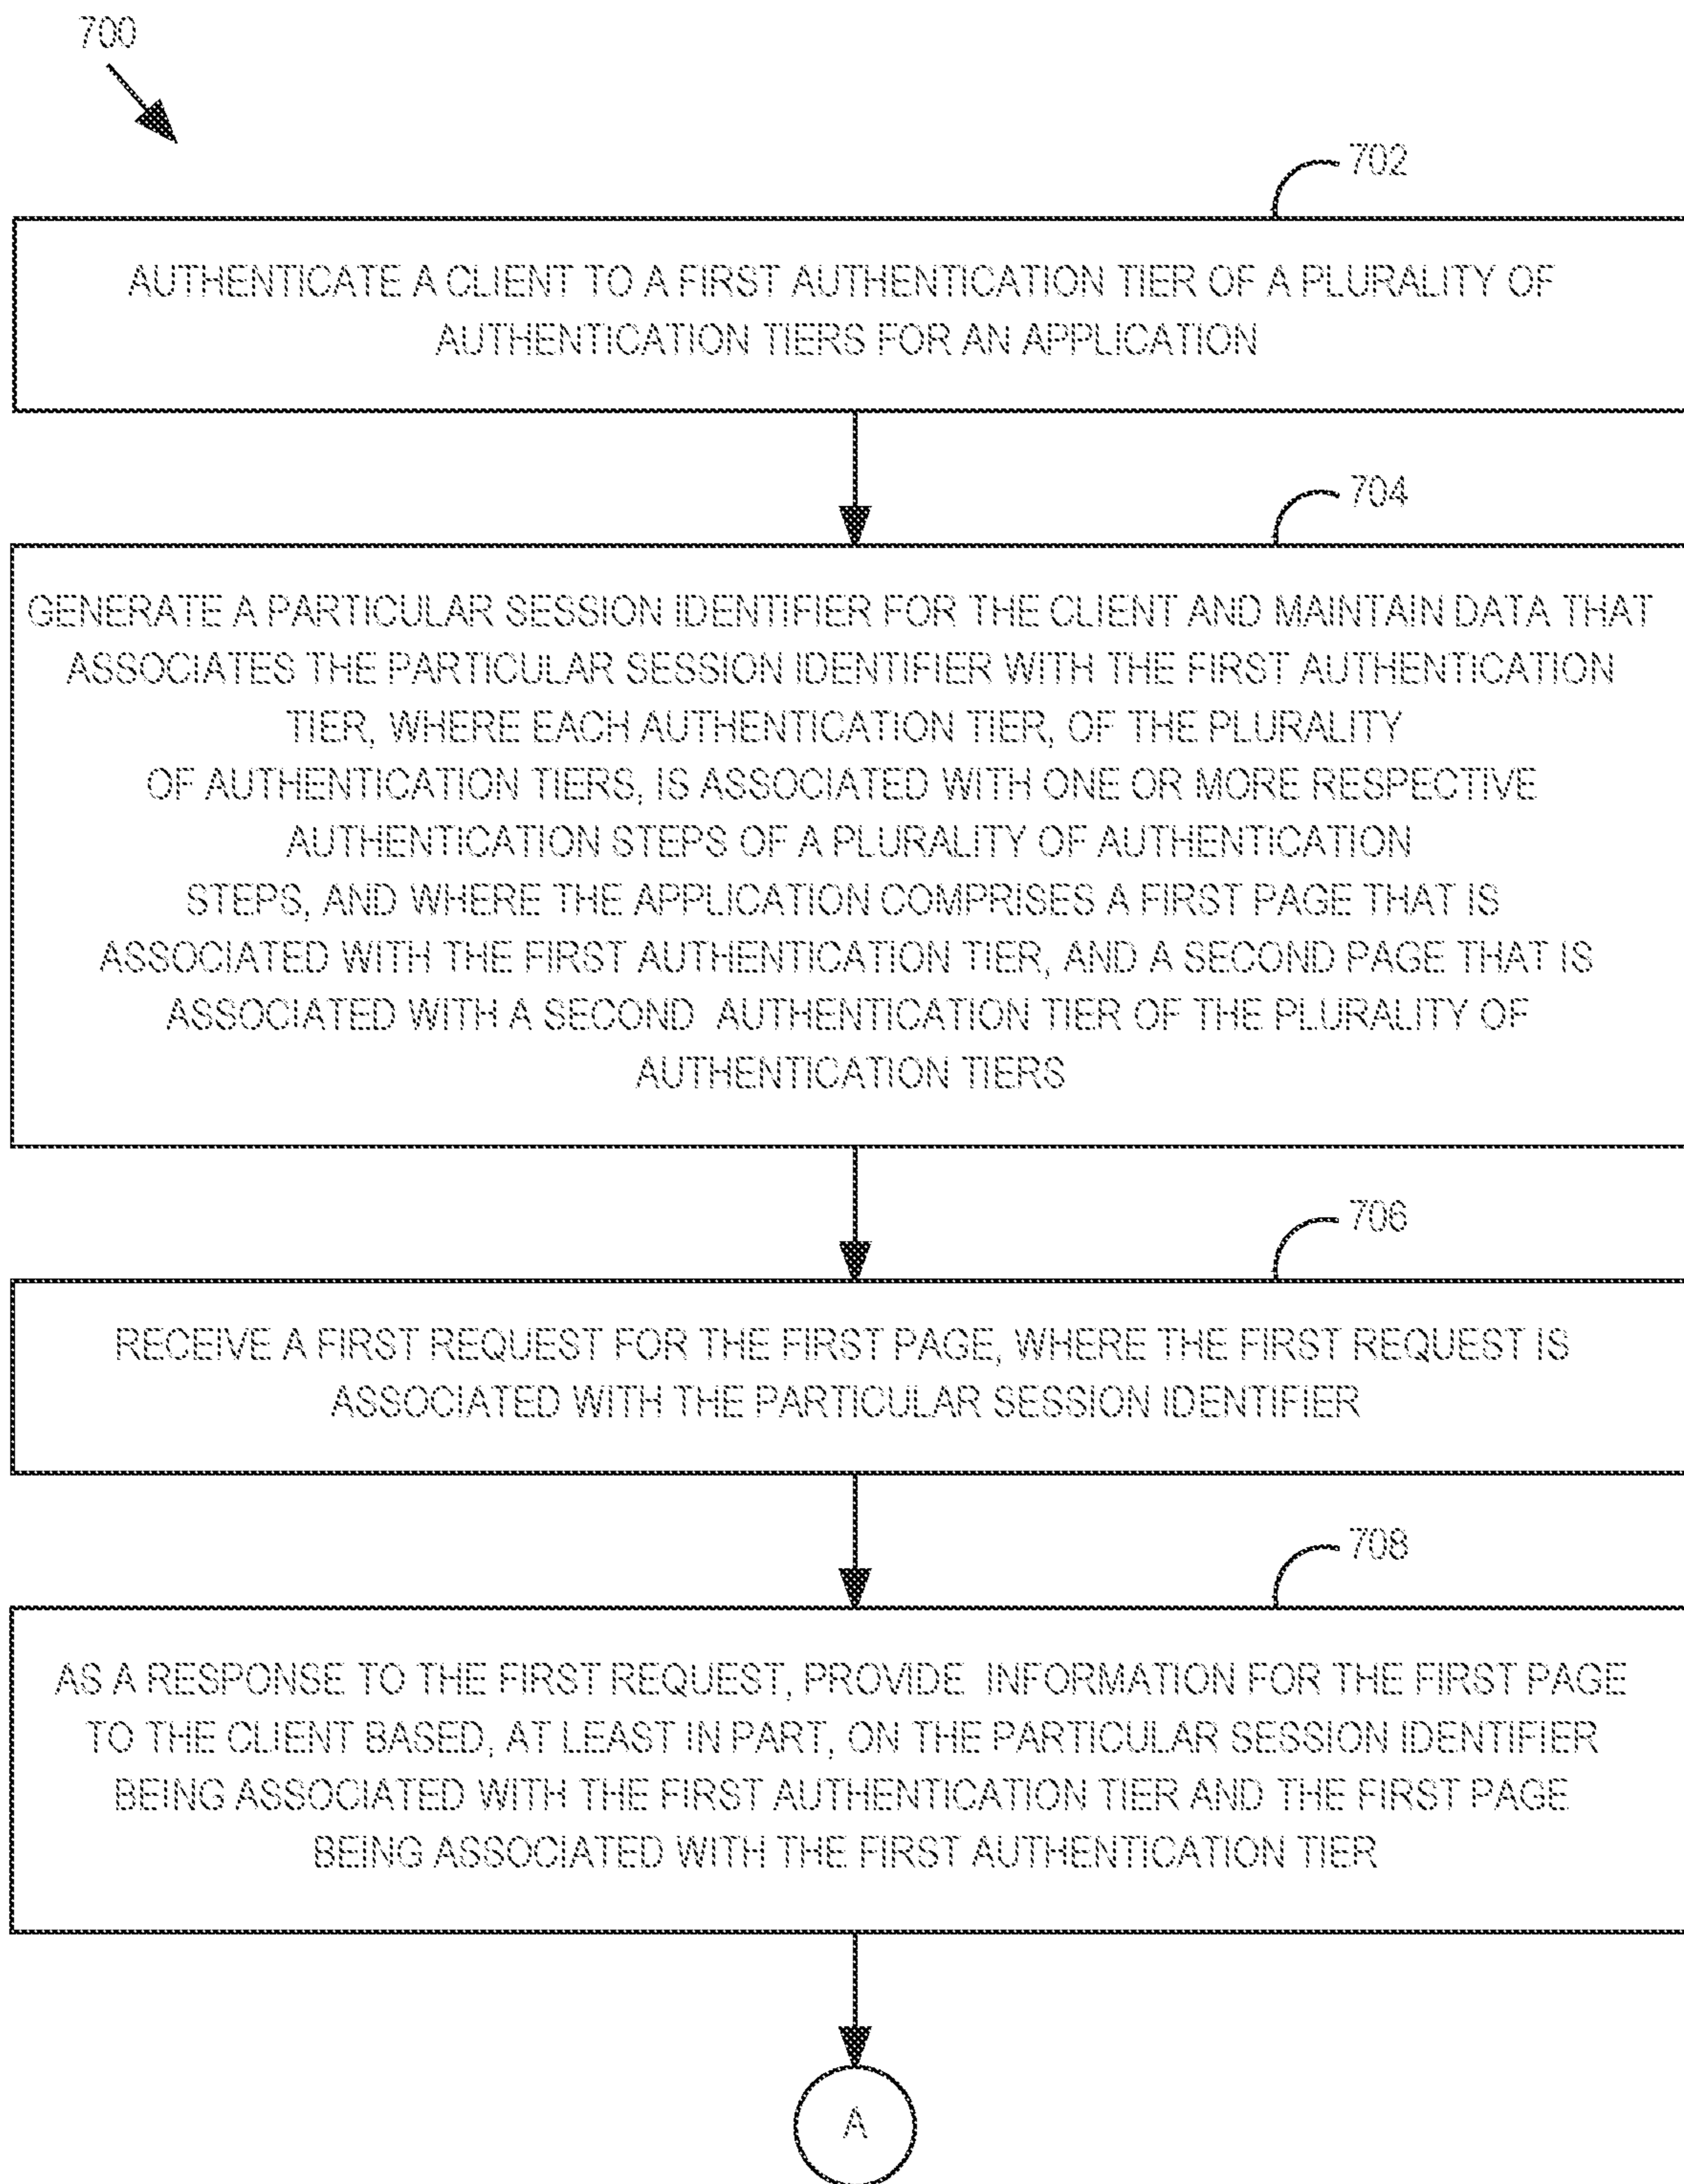 700
702
AUTHENTICATE A CLIENT TO A FIRST AUTHENTICATION TIER OF A PLURALITY OF
AUTHENTICATION TIERS FOR AN APPLICATION
704
GENERATE A PARTICULAR SESSION IDENTIFIER FOR THE CLIENT AND MAINTAIN DATA THAT
ASSOCIATES THE PARTICULAR SESSION IDENTIFIER WITH THE FIRST AUTHENTICATION
TIER, WHERE EACH AUTHENTICATION TIER, OF THE PLURALITY
OF AUTHENTICATION TIERS, IS ASSOCIATED WITH ONE OR MORE RESPECTIVE
AUTHENTICATION STEPS OF A PLURALITY OF AUTHENTICATION
STEPS, AND WHERE THE APPLICATION COMPRISES A FIRST PAGE THAT IS
ASSOCIATED WITH THE FIRST AUTHENTICATION TIER, AND A SECOND PAGE THAT IS
ASSOCIATED WITH A SECOND AUTHENTICATION TIER OF THE PLURALITY OF
AUTHENTICATION TIERS
706
RECEIVE A FIRST REQUEST FOR THE FIRST PAGE, WHERE THE FIRST REQUEST IS
ASSOCIATED WITH THE PARTICULAR SESSION IDENTIFIER
708
AS A RESPONSE TO THE FIRST REQUEST, PROVIDE INFORMATION FOR THE FIRST PAGE
TO THE CLIENT BASED, AT LEAST IN PART, ON THE PARTICULAR SESSION IDENTIFIER
BEING ASSOCIATED WITH THE FIRST AUTHENTICATION TIER AND THE FIRST PAGE
BEING ASSOCIATED WITH THE FIRST AUTHENTICATION TIER
A